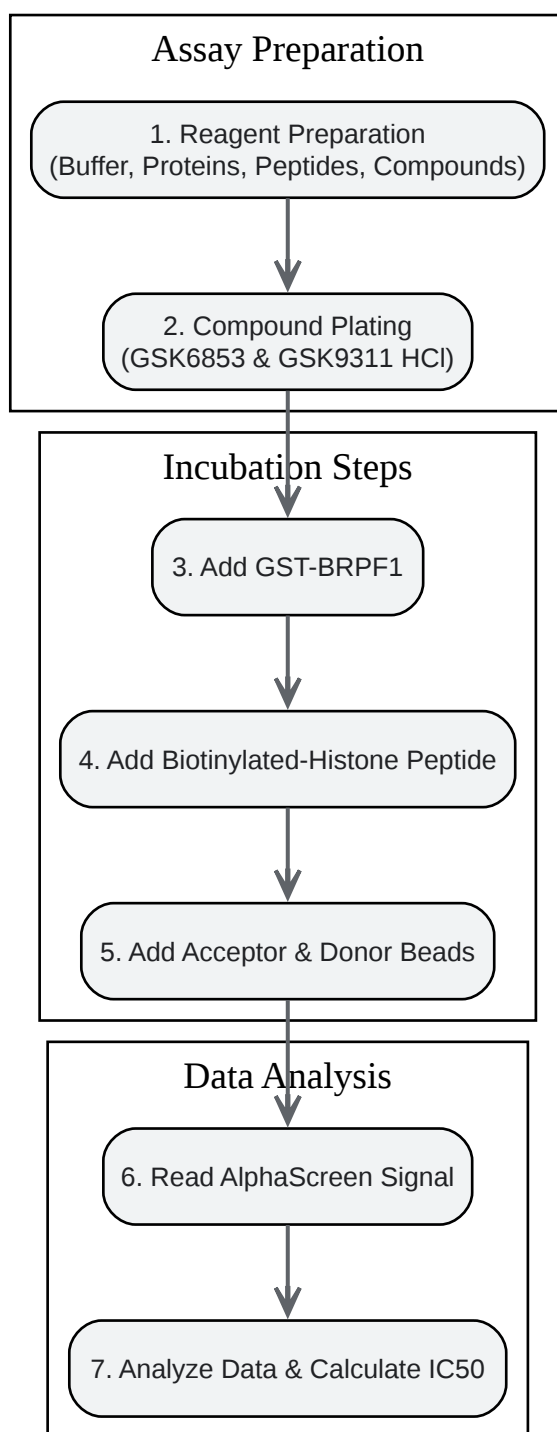 Assay Preparation
1. Reagent Preparation
(Buffer, Proteins, Peptides, Compounds)
2. Compound Plating
(GSK6853 & GSK9311 HCl)
Incubation Steps
3. Add GST-BRPF1
4. Add Biotinylated-Histone Peptide
5. Add Acceptor & Donor Beads
Data Analysis
6. Read AlphaScreen Signal
7. Analyze Data & Calculate IC50